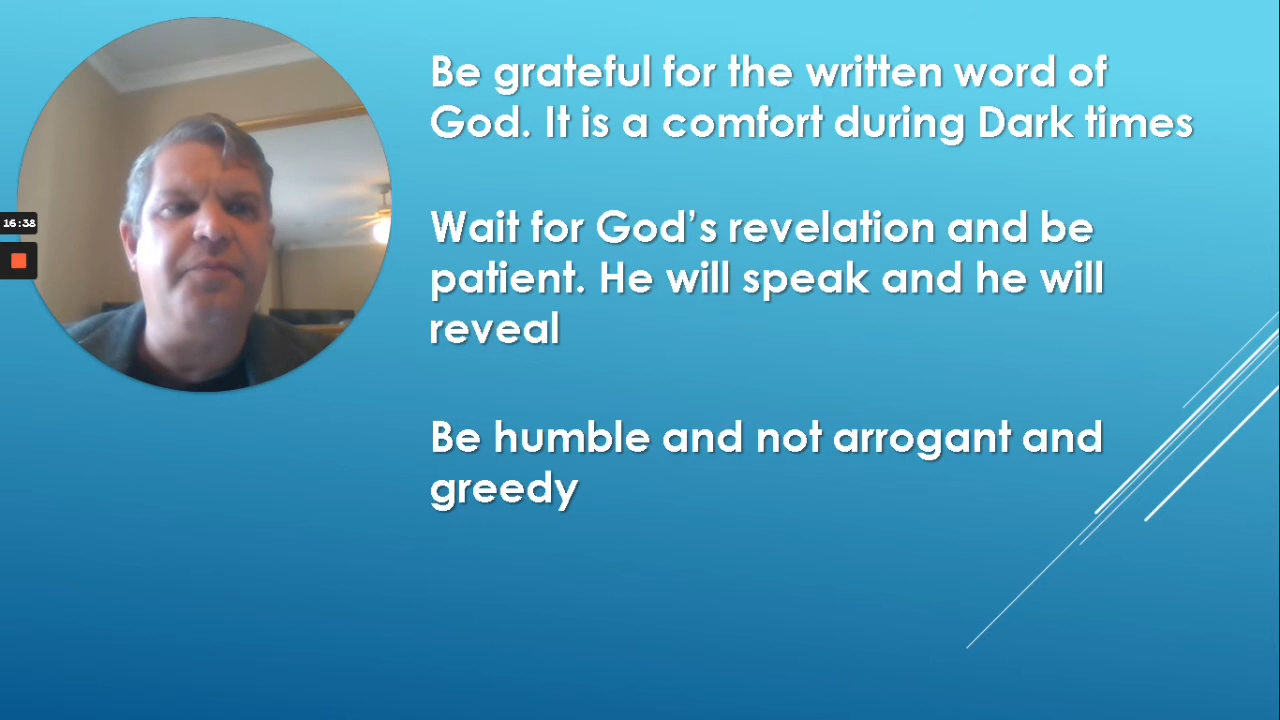 Be grateful for the written word of
God. It is a comfort during Dark times
Wait for God's revelation and be
patient. He will speak and he will
reveal
Be humble and not arrogant and
greedy
16:38